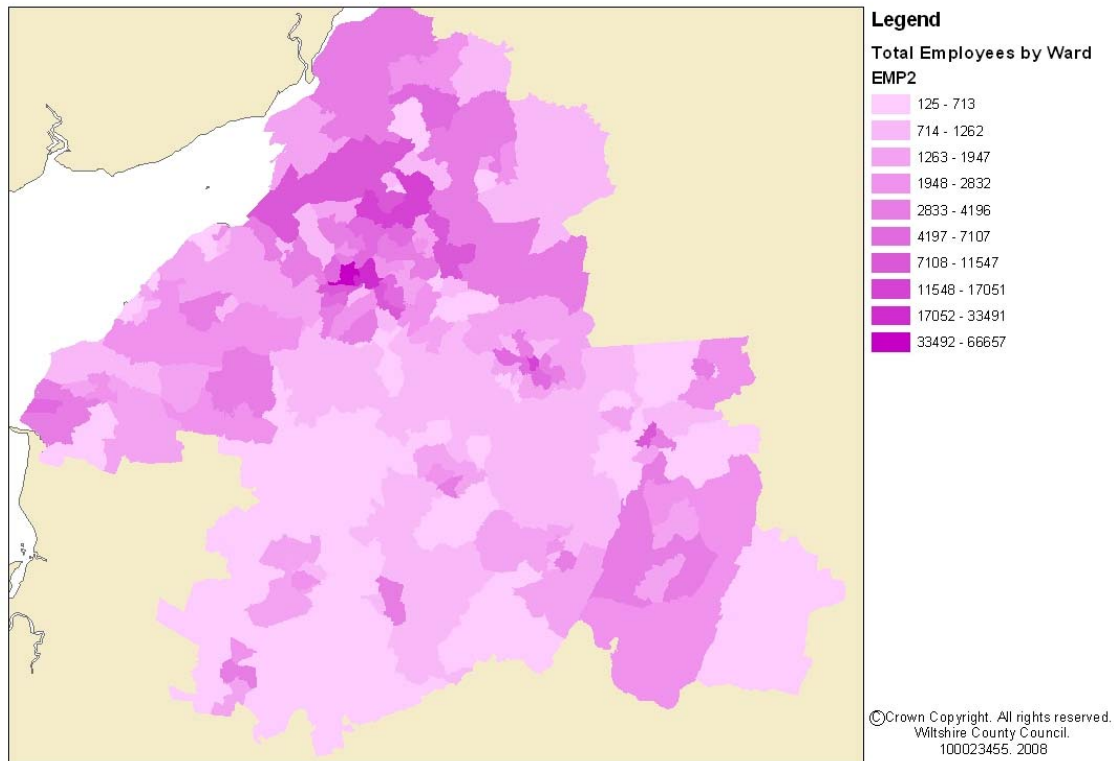 Legend
Total Employees by Ward
EMP2
125 - 713
714 - 1262
1263 - 1947
1948 - 2832
2833 - 4196
4197 - 7107
7108 - 11547
11548 - 17051
17052 - 33491
33492 - 66657
©Crown Copyright. All rights reserved.
Wiltshire County Council.
100023455. 2008